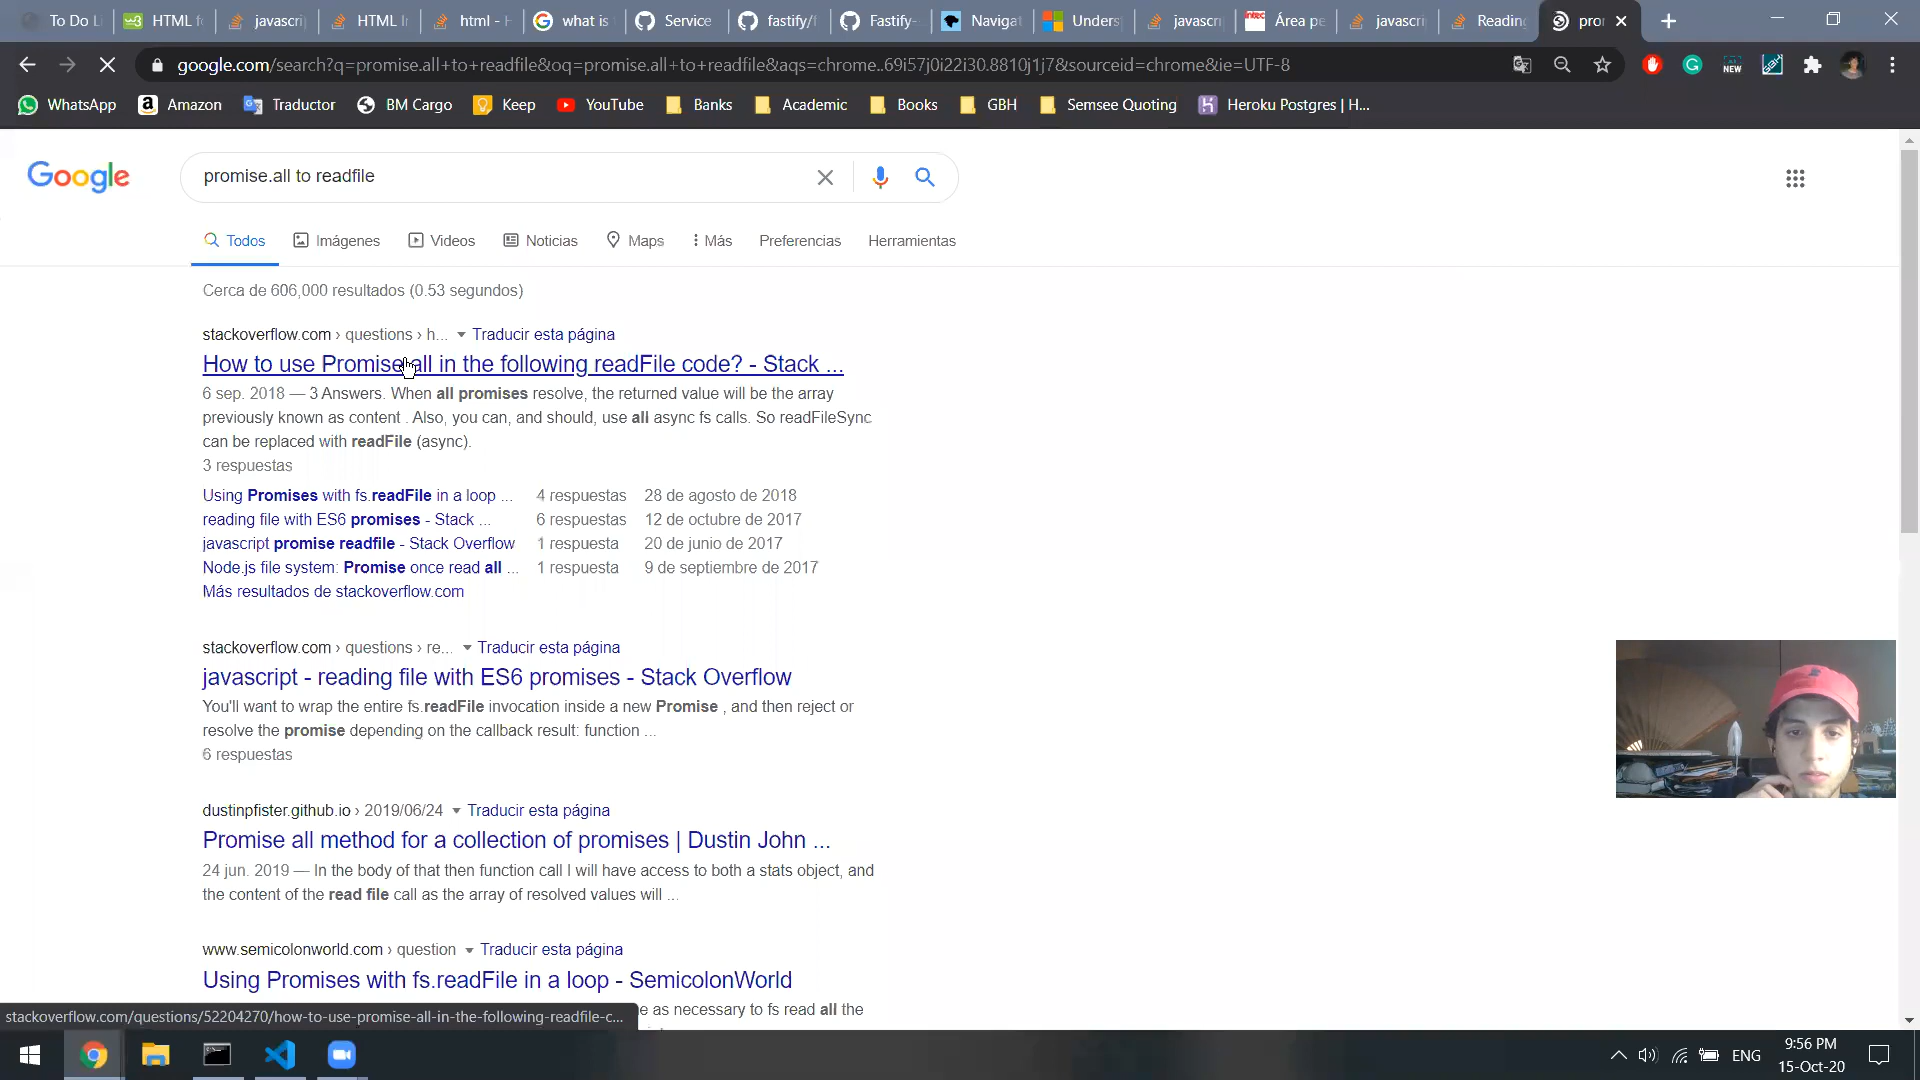 To Do Li
HTML fo
javascri
HTML In
html - H
what is
Service
fastify/f
Fastify-
Navigat
Unders
javascri
Área pe
javascri
Reading
pro
google.com/search?q=promise.all+to+readfile&oq=promise.all+to+readfile&aqs=chrome..69i57j0i22i30.8810j1j7&sourceid=chrome&ie=UTF-8
NEW
WhatsApp
Amazon
Traductor
BM Cargo
Keep
YouTube
Banks
Academic
Books
GBH
Semsee Quoting
Heroku Postgres | H...
Google
promise.all to readfile
Todos
Imágenes
Videos
Noticias
Maps
Más
Preferencias
Herramientas
Cerca de 606,000 resultados (0.53 segundos)
stackoverflow.com › questions › h... Traducir esta página
How to use Promise.all in the following readFile code? - Stack ...
6 sep. 2018 — 3 Answers. When all promises resolve, the returned value will be the array
previously known as content . Also, you can, and should, use all async fs calls. So readFileSync
can be replaced with readFile (async).
3 respuestas
Using Promises with fs.readFile in a loop ... 4 respuestas 28 de agosto de 2018
reading file with ES6 promises - Stack ... 6 respuestas 12 de octubre de 2017
javascript promise readfile - Stack Overflow 1 respuesta 20 de junio de 2017
Node.js file system: Promise once read all ... 1 respuesta 9 de septiembre de 2017
Más resultados de stackoverflow.com
stackoverflow.com › questions › re... Traducir esta página
javascript - reading file with ES6 promises - Stack Overflow
You'll want to wrap the entire fs.readFile invocation inside a new Promise , and then reject or
resolve the promise depending on the callback result: function ...
6 respuestas
dustinpfister.github.io › 2019/06/24 Traducir esta página
Promise all method for a collection of promises | Dustin John ...
24 jun. 2019 — In the body of that then function call I will have access to both a stats object, and
the content of the read file call as the array of resolved values will ...
www.semicolonworld.com › question Traducir esta página
Using Promises with fs.readFile in a loop - SemicolonWorld
e as necessary to fs read all the
stackoverflow.com/questions/52204270/how-to-use-promise-all-in-the-following-readfile-c...
ENG
9:56 PM
15-Oct-20